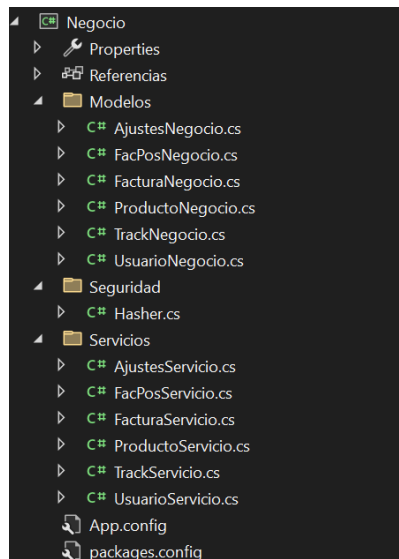 C# Negocio
Properties
Referencias
Modelos
C# AjustesNegocio.cs
C# FacPosNegocio.cs
C# FacturaNegocio.cs
C# ProductoNegocio.cs
C# TrackNegocio.cs
C# UsuarioNegocio.cs
Seguridad
C# Hasher.cs
Servicios
C# AjustesServicio.cs
C# FacPosServicio.cs
C# FacturaServicio.cs
C# ProductoServicio.cs
C# TrackServicio.cs
C# UsuarioServicio.cs
App.config
packages.config